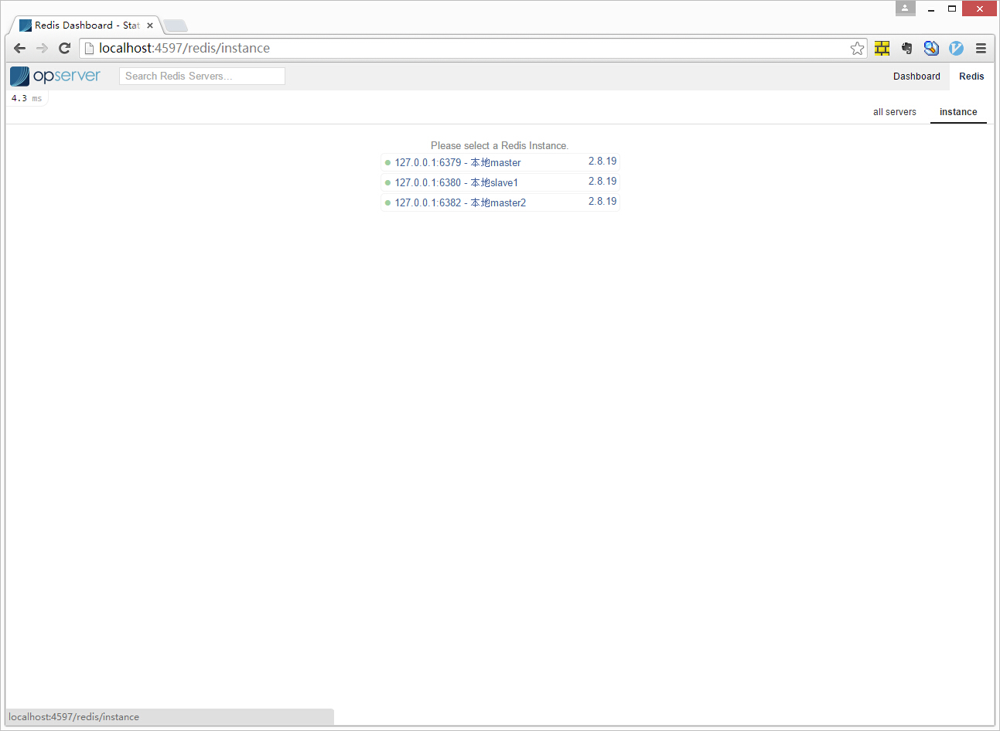 Redis Dashboard - Stat
localhost:4597/redis/instance
opserver
Search Redis Servers...
Dashboard
Redis
4.3 ms
all servers
instance
Please select a Redis Instance.
127.0.0.1:6379 - 本地master 2.8.19
127.0.0.1:6380 - 本地slave1 2.8.19
127.0.0.1:6382 - 本地master2 2.8.19
localhost:4597/redis/instance